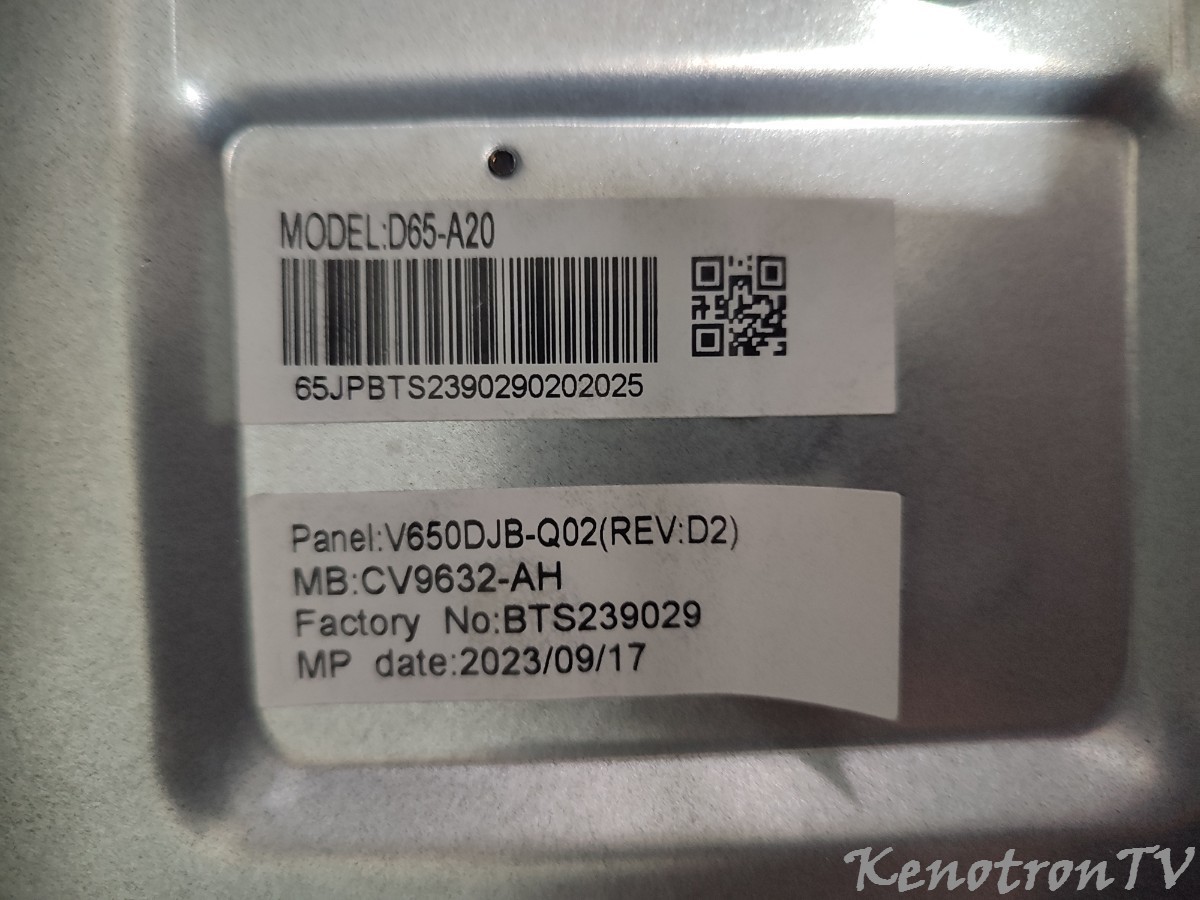 MODEL:D65-A20
65JPBTS2390290202025
Panel:V650DJB-Q02(REV:D2)
MB:CV9632-AH
Factory No:BTS239029
MP date:2023/09/17
KenotronTV